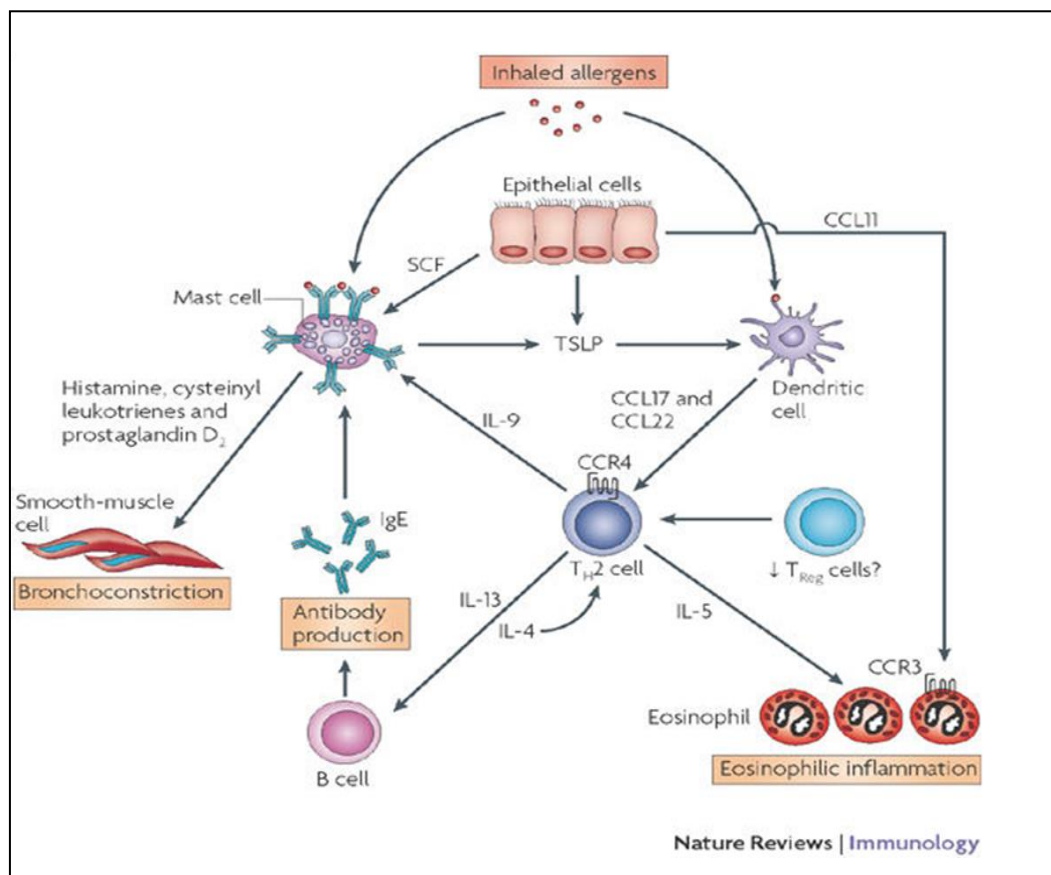 Inhaled allergens
Epithelial cells
CCL11
SCF
Mast cell
TSLP
Dendritic
cell
Histamine, cysteinyl
leukotrienes and
prostaglandin D₂
CCL17 and
CCL22
IL-9
CCR4
Smooth-muscle
cell
IgE
Bronchoconstriction
T_H2 cell
↓ T_Reg cells?
Antibody
production
IL-13
IL-4
IL-5
CCR3
Eosinophil
B cell
Eosinophilic inflammation
Nature Reviews | Immunology